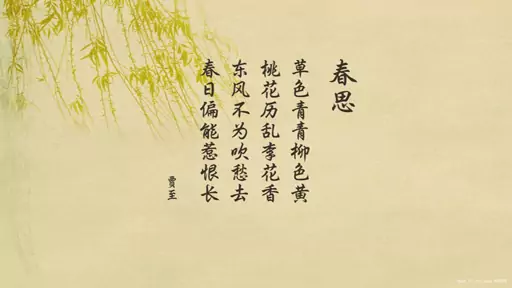 春思
草色青青柳色黄
桃花历乱李花香
东风不为吹愁去
春日偏能惹恨长
贾至